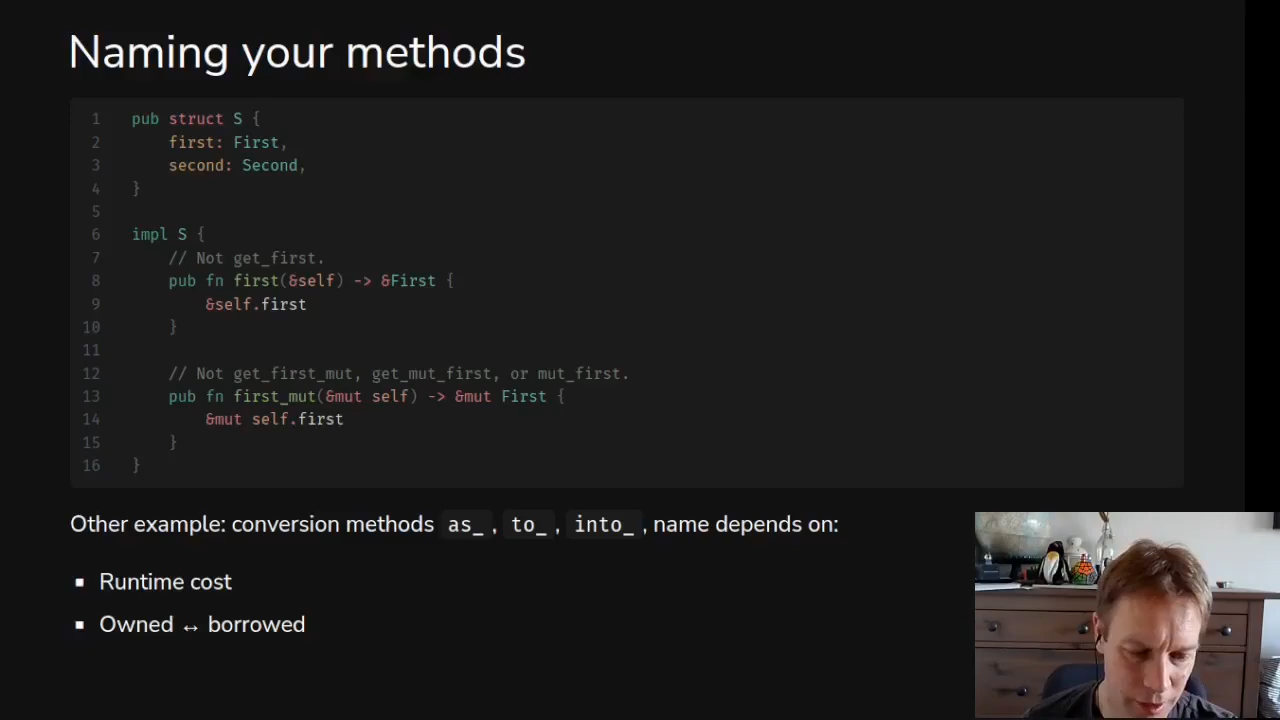 Naming your methods
1 pub struct S {
2     first: First,
3     second: Second,
4 }
5
6 impl S {
7     // Not get_first.
8     pub fn first(&self) -> &First {
9         &self.first
10     }
11
12     // Not get_first_mut, get_mut_first, or mut_first.
13     pub fn first_mut(&mut self) -> &mut First {
14         &mut self.first
15     }
16 }
Other example: conversion methods as_, to_, into_, name depends on:
▪ Runtime cost
▪ Owned ↔ borrowed